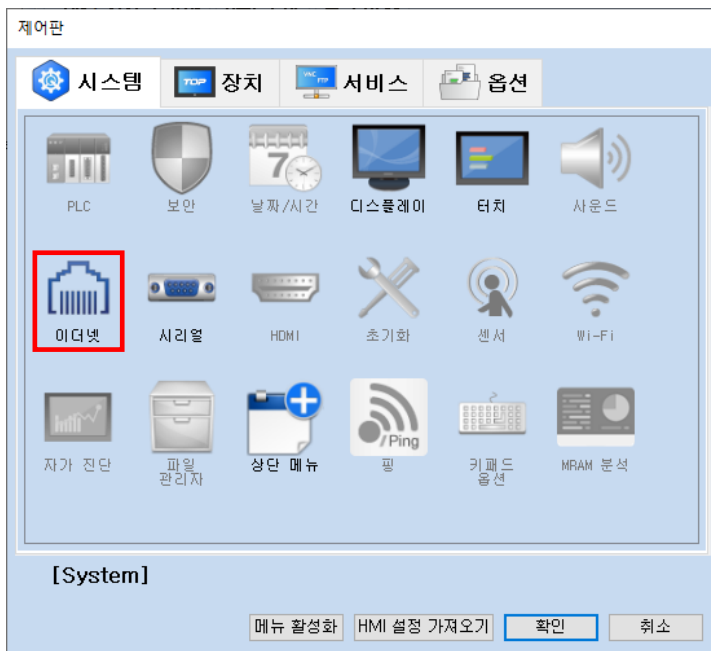 제어판
시스템 TOP 장치 VNC FTP 서비스 옵션
7
PLC 보안 날짜/시간 디스플레이 터치 사운드
이더넷 시리얼 HDMI 초기화 센서 Wi-Fi
/Ping
자가 진단 파일 상단 메뉴 핑 키패드 MRAM 분석
관리자 옵션
[System]
메뉴 활성화 HMI 설정 가져오기 확인 취소